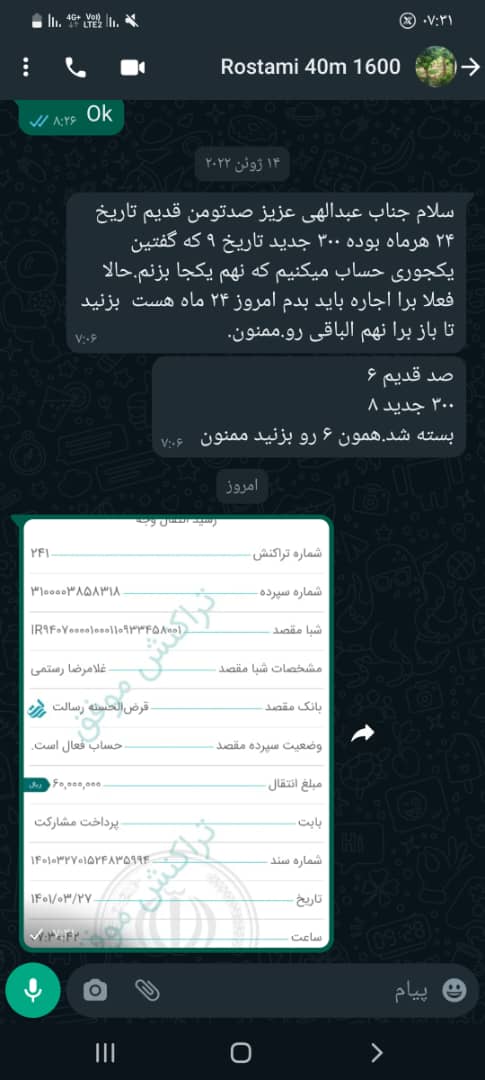 ۰۷:۳۱
4G+ Vo)) LTE2
Rostami 40m 1600
Ok
۸:۲۶
۱۴ ژوئن ۲۰۲۲
سلام جناب عبدالهی عزیز صدتومن قدیم تاریخ
۲۴ هرماه بوده ۳۰۰ جدید تاریخ ۹ که گفتین
یکجوری حساب میکنیم که نهم یکجا بزنم.حالا
فعلا برا اجاره باید بدم امروز ۲۴ ماه هست بزنید
تا باز برا نهم الباقی رو.ممنون.
۷:۰۶
صد قدیم ۶
۳۰۰ جدید ۸
بسته شد.همون ۶ رو بزنید ممنون
۷:۰۶
امروز
رسید انتقال وجه
شماره تراکنش ۲۴۱
شماره سپرده ۳۱۰۰۰۰۳۸۵۸۳۱۸
شبا مقصد
مشخصات شبا مقصد غلامرضا رستمی
بانک مقصد قرض‌الحسنه رسالت
وضعیت سپرده مقصد حساب فعال است.
مبلغ انتقال ۶۰,۰۰۰,۰۰۰ ریال
بابت پرداخت مشارکت
شماره سند ۱۴۰۱۰۳۲۷۰۱۵۲۴۸۳۵۹۹۴
تاریخ ۱۴۰۱/۰۳/۲۷
ساعت
تراکنش موفق
تراکنش موفق
پیام